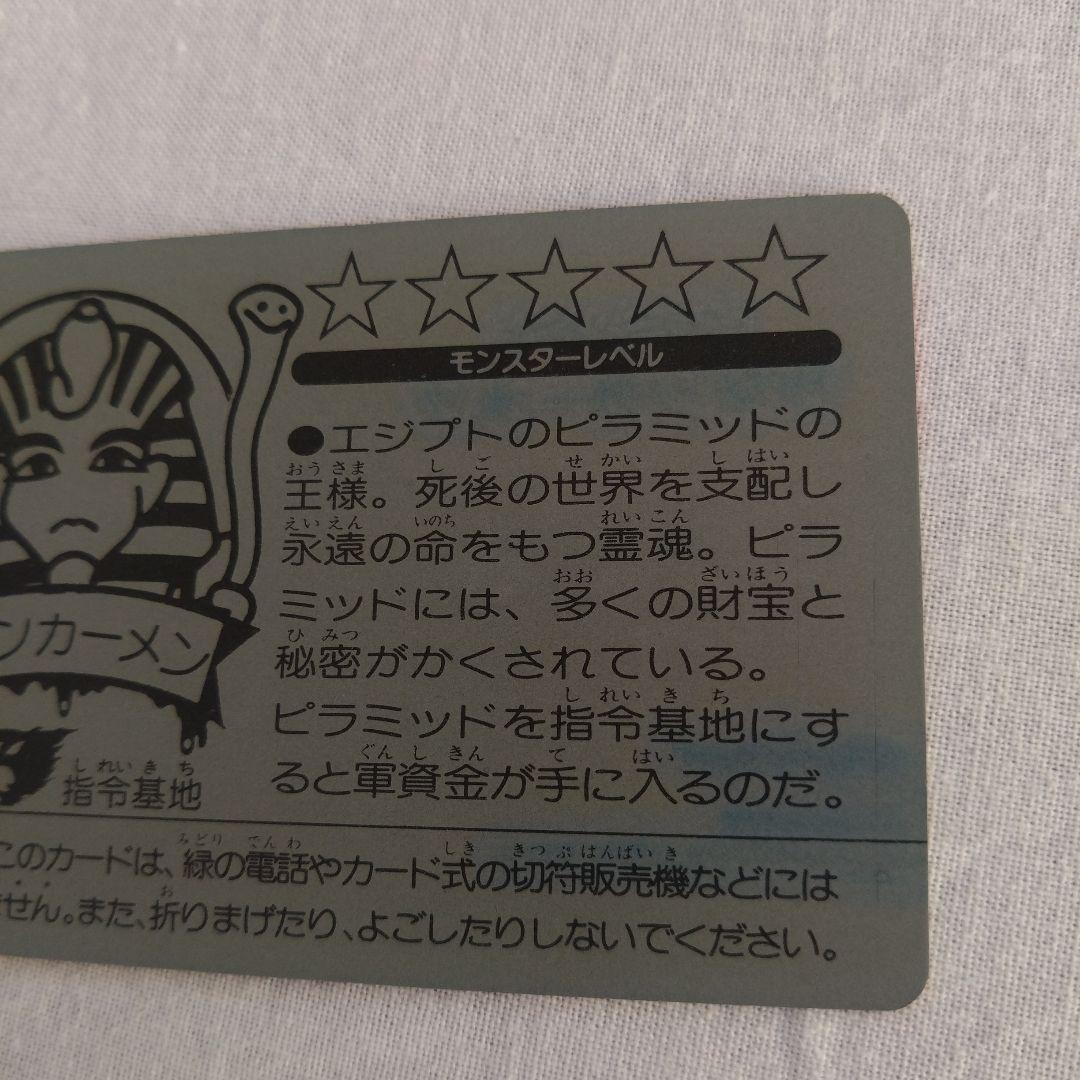 モンスターレベル
●エジプトのピラミッドの
王様。死後の世界を支配し
永遠の命をもつ霊魂。ピラ
ミッドには、多くの財宝と
秘密がかくされている。
ピラミッドを指令基地にす
ると軍資金が手に入るのだ。
ンカーメン
指令基地
このカードは、緑の電話やカード式の切符販売機などには
せん。また、折りまげたり、よごしたりしないでください。